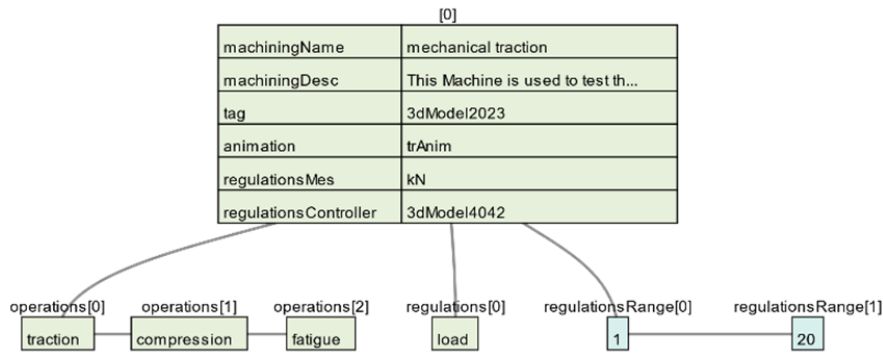 [0]
machiningName mechanical traction
machiningDesc This Machine is used to test th...
tag 3dModel2023
animation trAnim
regulationsMes kN
regulationsController 3dModel4042
operations[0] operations[1] operations[2] regulations[0] regulationsRange[0] regulationsRange[1]
traction compression fatigue load 1 20